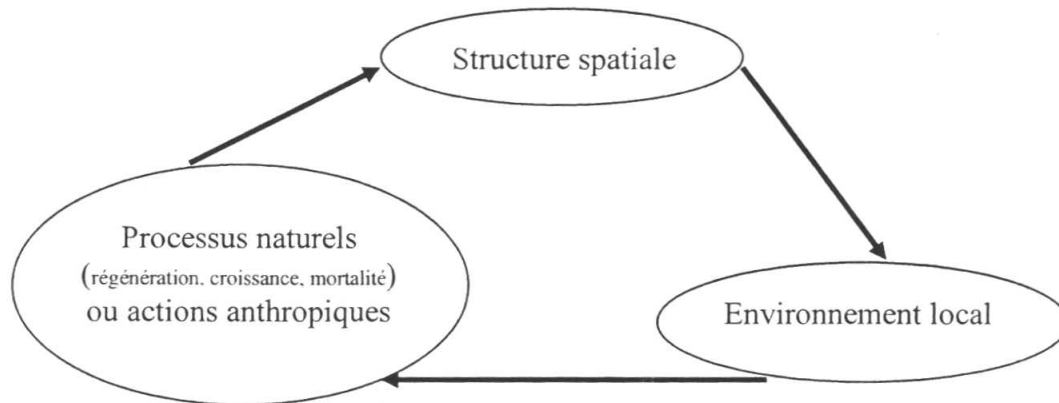 Structure spatiale
Processus naturels
(régénération, croissance, mortalité)
ou actions anthropiques
Environnement local